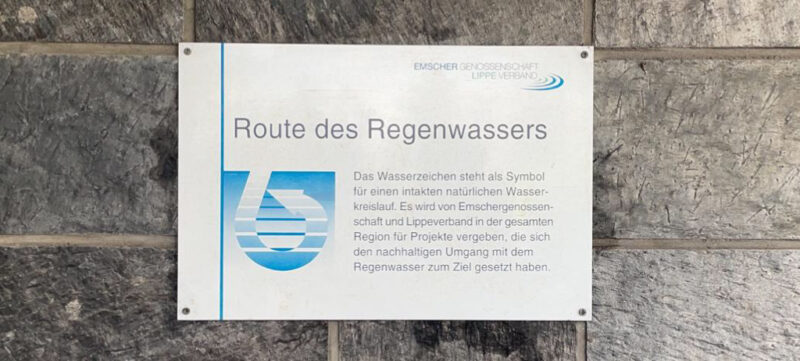 EMSCHER GENOSSENSCHAFT
LIPPE VERBAND
Route des Regenwassers
Das Wasserzeichen steht als Symbol
für einen intakten natürlichen Wasser-
kreislauf. Es wird von Emschergenossen-
schaft und Lippeverband in der gesamten
Region für Projekte vergeben, die sich
den nachhaltigen Umgang mit dem
Regenwasser zum Ziel gesetzt haben.